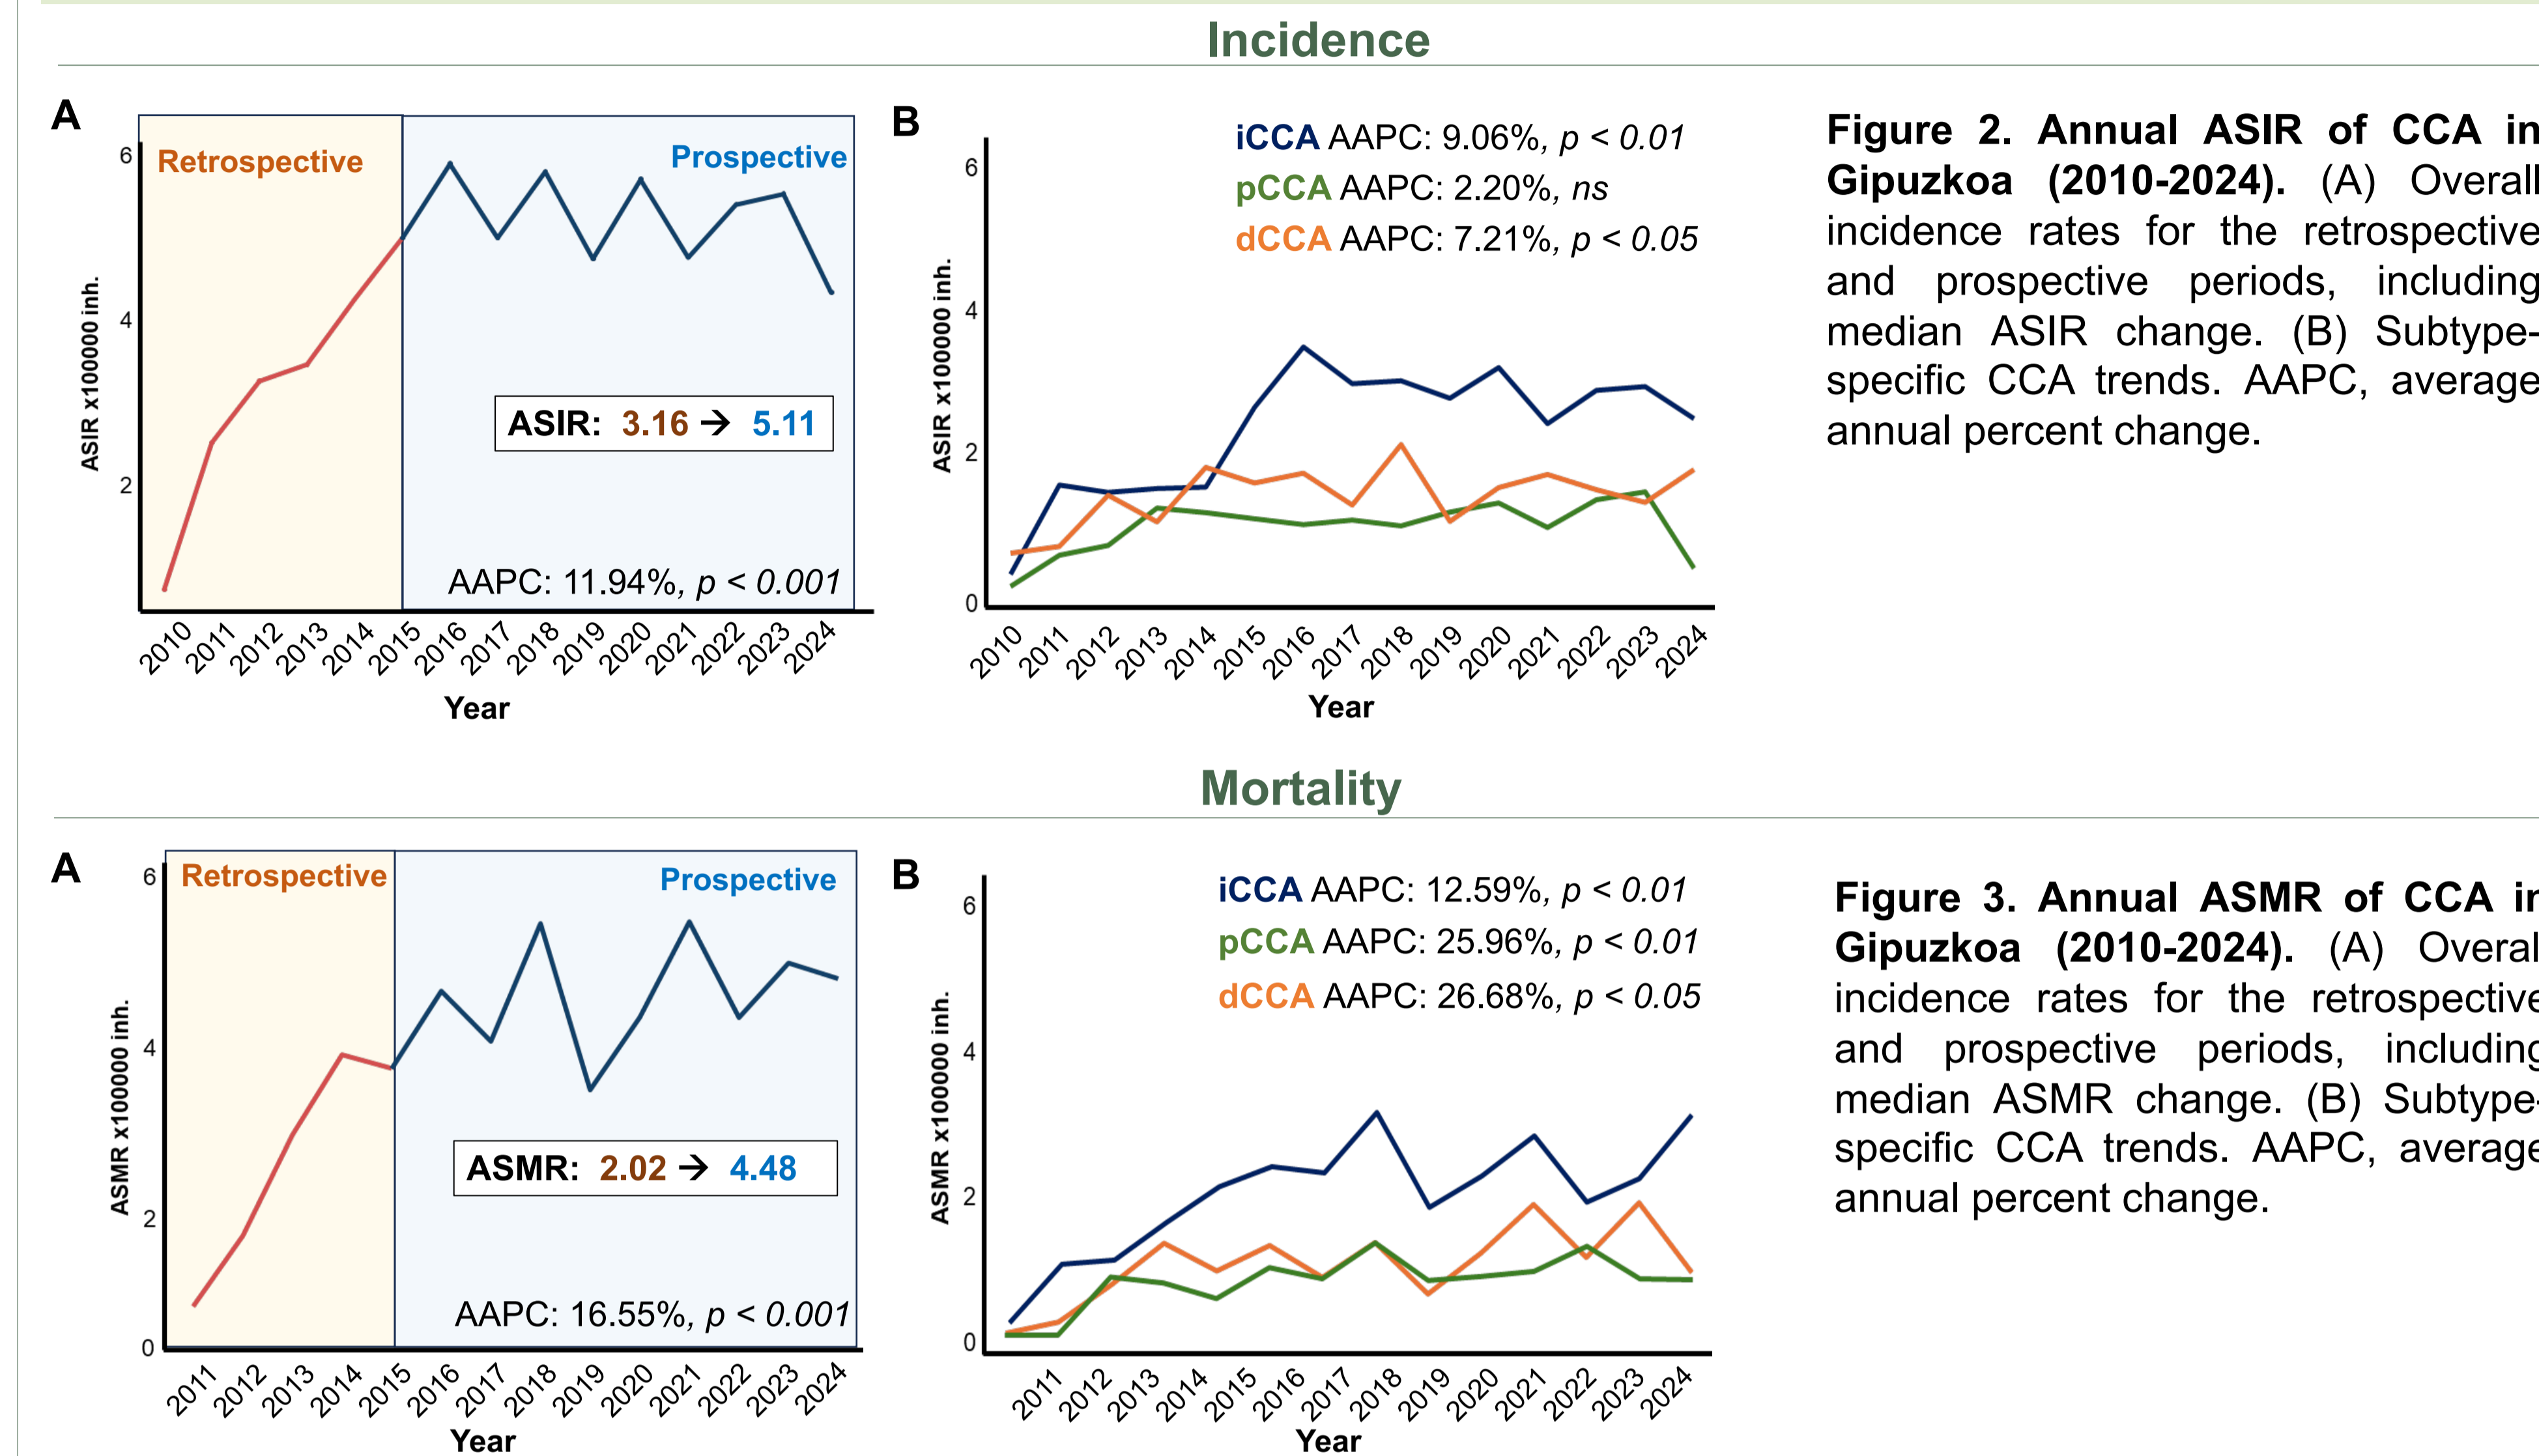 Incidence
A
Retrospective
Prospective
6
4
2
ASIR x100000 inh.
ASIR: 3.16 → 5.11
AAPC: 11.94%, p < 0.001
2010 2011 2012 2013 2014 2015 2016 2017 2018 2019 2020 2021 2022 2023 2024
Year
B
iCCA AAPC: 9.06%, p < 0.01
pCCA AAPC: 2.20%, ns
dCCA AAPC: 7.21%, p < 0.05
6
4
2
0
ASIR x100000 inh.
2010 2011 2012 2013 2014 2015 2016 2017 2018 2019 2020 2021 2022 2023 2024
Year
Figure 2. Annual ASIR of CCA in
Gipuzkoa (2010-2024). (A) Overall
incidence rates for the retrospective
and prospective periods, including
median ASIR change. (B) Subtype-
specific CCA trends. AAPC, average
annual percent change.
Mortality
A
Retrospective
Prospective
6
4
2
0
ASMR x100000 inh.
ASMR: 2.02 → 4.48
AAPC: 16.55%, p < 0.001
2011 2012 2013 2014 2015 2016 2017 2018 2019 2020 2021 2022 2023 2024
Year
B
iCCA AAPC: 12.59%, p < 0.01
pCCA AAPC: 25.96%, p < 0.01
dCCA AAPC: 26.68%, p < 0.05
6
4
2
0
ASMR x100000 inh.
2011 2012 2013 2014 2015 2016 2017 2018 2019 2020 2021 2022 2023 2024
Year
Figure 3. Annual ASMR of CCA in
Gipuzkoa (2010-2024). (A) Overall
incidence rates for the retrospective
and prospective periods, including
median ASMR change. (B) Subtype-
specific CCA trends. AAPC, average
annual percent change.